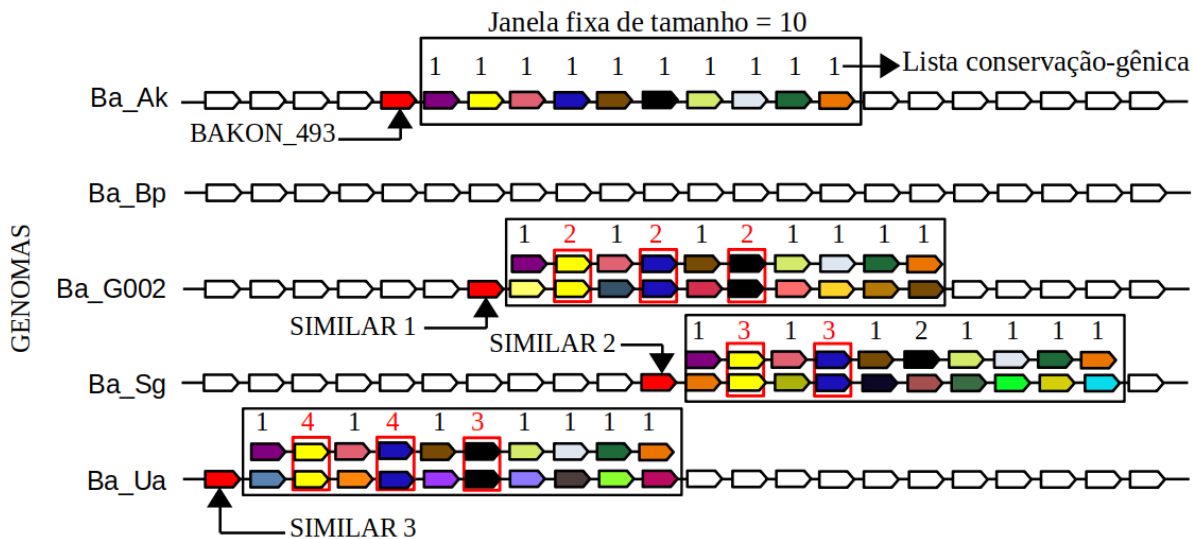 Janela fixa de tamanho = 10
1 1 1 1 1 1 1 1 1 1
Lista conservação-gênica
Ba_Ak
BAKON_493
GENOMAS
Ba_Bp
1 2 1 2 1 2 1 1 1 1
Ba_G002
SIMILAR 1
SIMILAR 2
1 3 1 3 1 2 1 1 1 1
Ba_Sg
1 4 1 4 1 3 1 1 1 1
Ba_Ua
SIMILAR 3